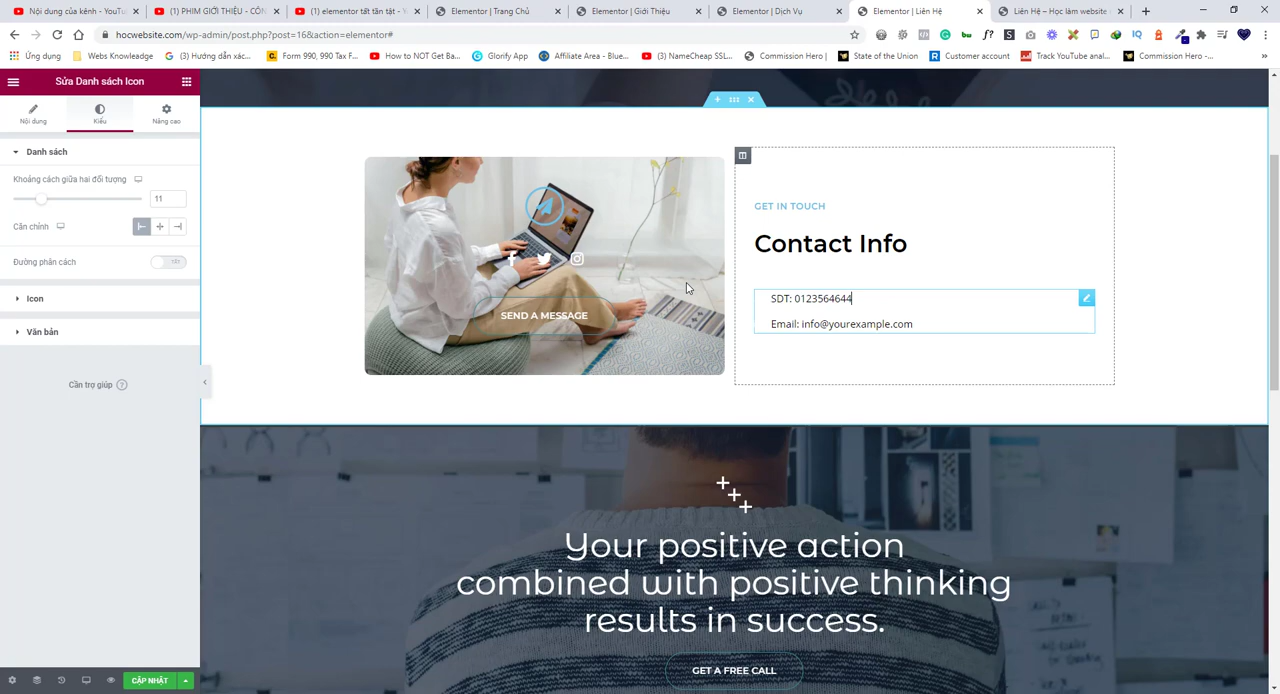 Nội dung của kênh - YouTu
(1) PHIM GIỚI THIỆU - CÔN
(1) elementor tất tần tật - Y
Elementor | Trang Chủ
Elementor | Giới Thiệu
Elementor | Dịch Vụ
Elementor | Liên Hệ
Liên Hệ – Học làm website
hocwebsite.com/wp-admin/post.php?post=16&action=elementor#
Ứng dụng
Webs Knowleadge
(3) Hướng dẫn xác...
Form 990, 990 Tax F...
How to NOT Get Ba...
Glorify App
Affiliate Area - Blue...
(3) NameCheap SSL...
Commission Hero |
State of the Union
Customer account
Track YouTube anal...
Commission Hero -...
Sửa Danh sách Icon
Nội dung
Kiểu
Nâng cao
Danh sách
Khoảng cách giữa hai đối tượng
11
Căn chỉnh
Đường phân cách
Icon
Văn bản
Cần trợ giúp
CẬP NHẬT
SEND A MESSAGE
GET IN TOUCH
Contact Info
SDT: 0123564644
Email: info@yourexample.com
Your positive action
combined with positive thinking
results in success.
GET A FREE CALL